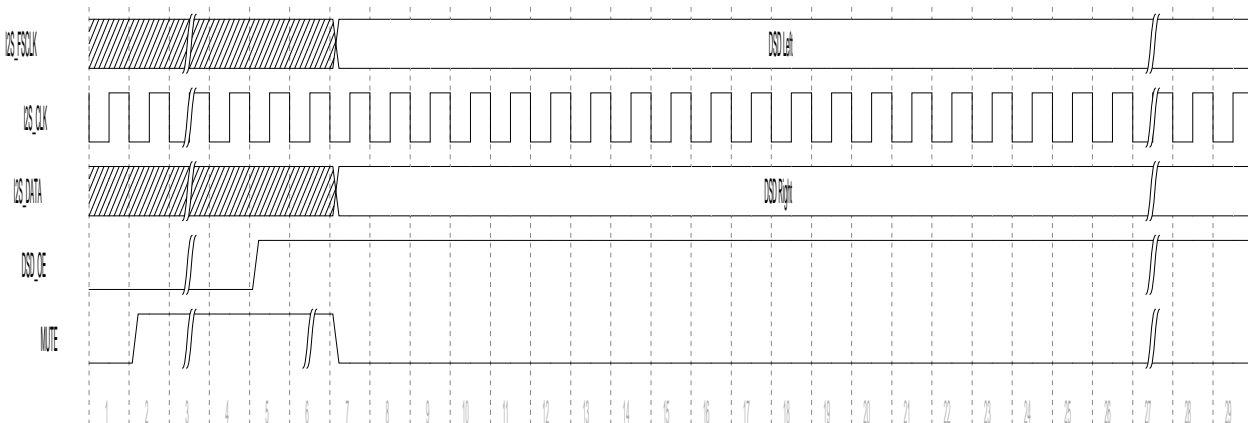 I2S_FSCLK
DSD Left
I2S_CLK
I2S_DATA
DSD Right
DSD_OE
MUTE
1 2 3 4 5 6 7 8 9 10 11 12 13 14 15 16 17 18 19 20 21 22 23 24 25 26 27 28 29